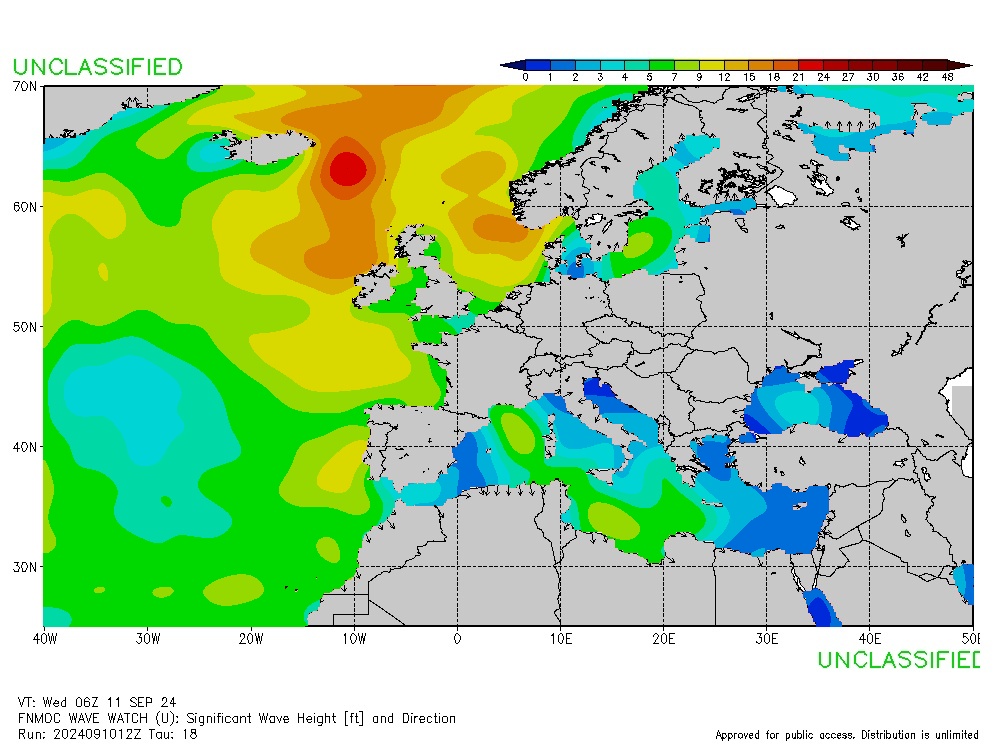 UNCLASSIFIED
0 1 2 3 4 5 7 9 12 15 18 21 24 27 30 36 42 48
70N
60N
50N
40N
30N
40W 30W 20W 10W 0 10E 20E 30E 40E 50E
UNCLASSIFIED
VT: Wed 06Z 11 SEP 24
FNMOC WAVE WATCH (U): Significant Wave Height [ft] and Direction
Run: 2024091012Z Tau: 18
Approved for public access. Distribution is unlimited